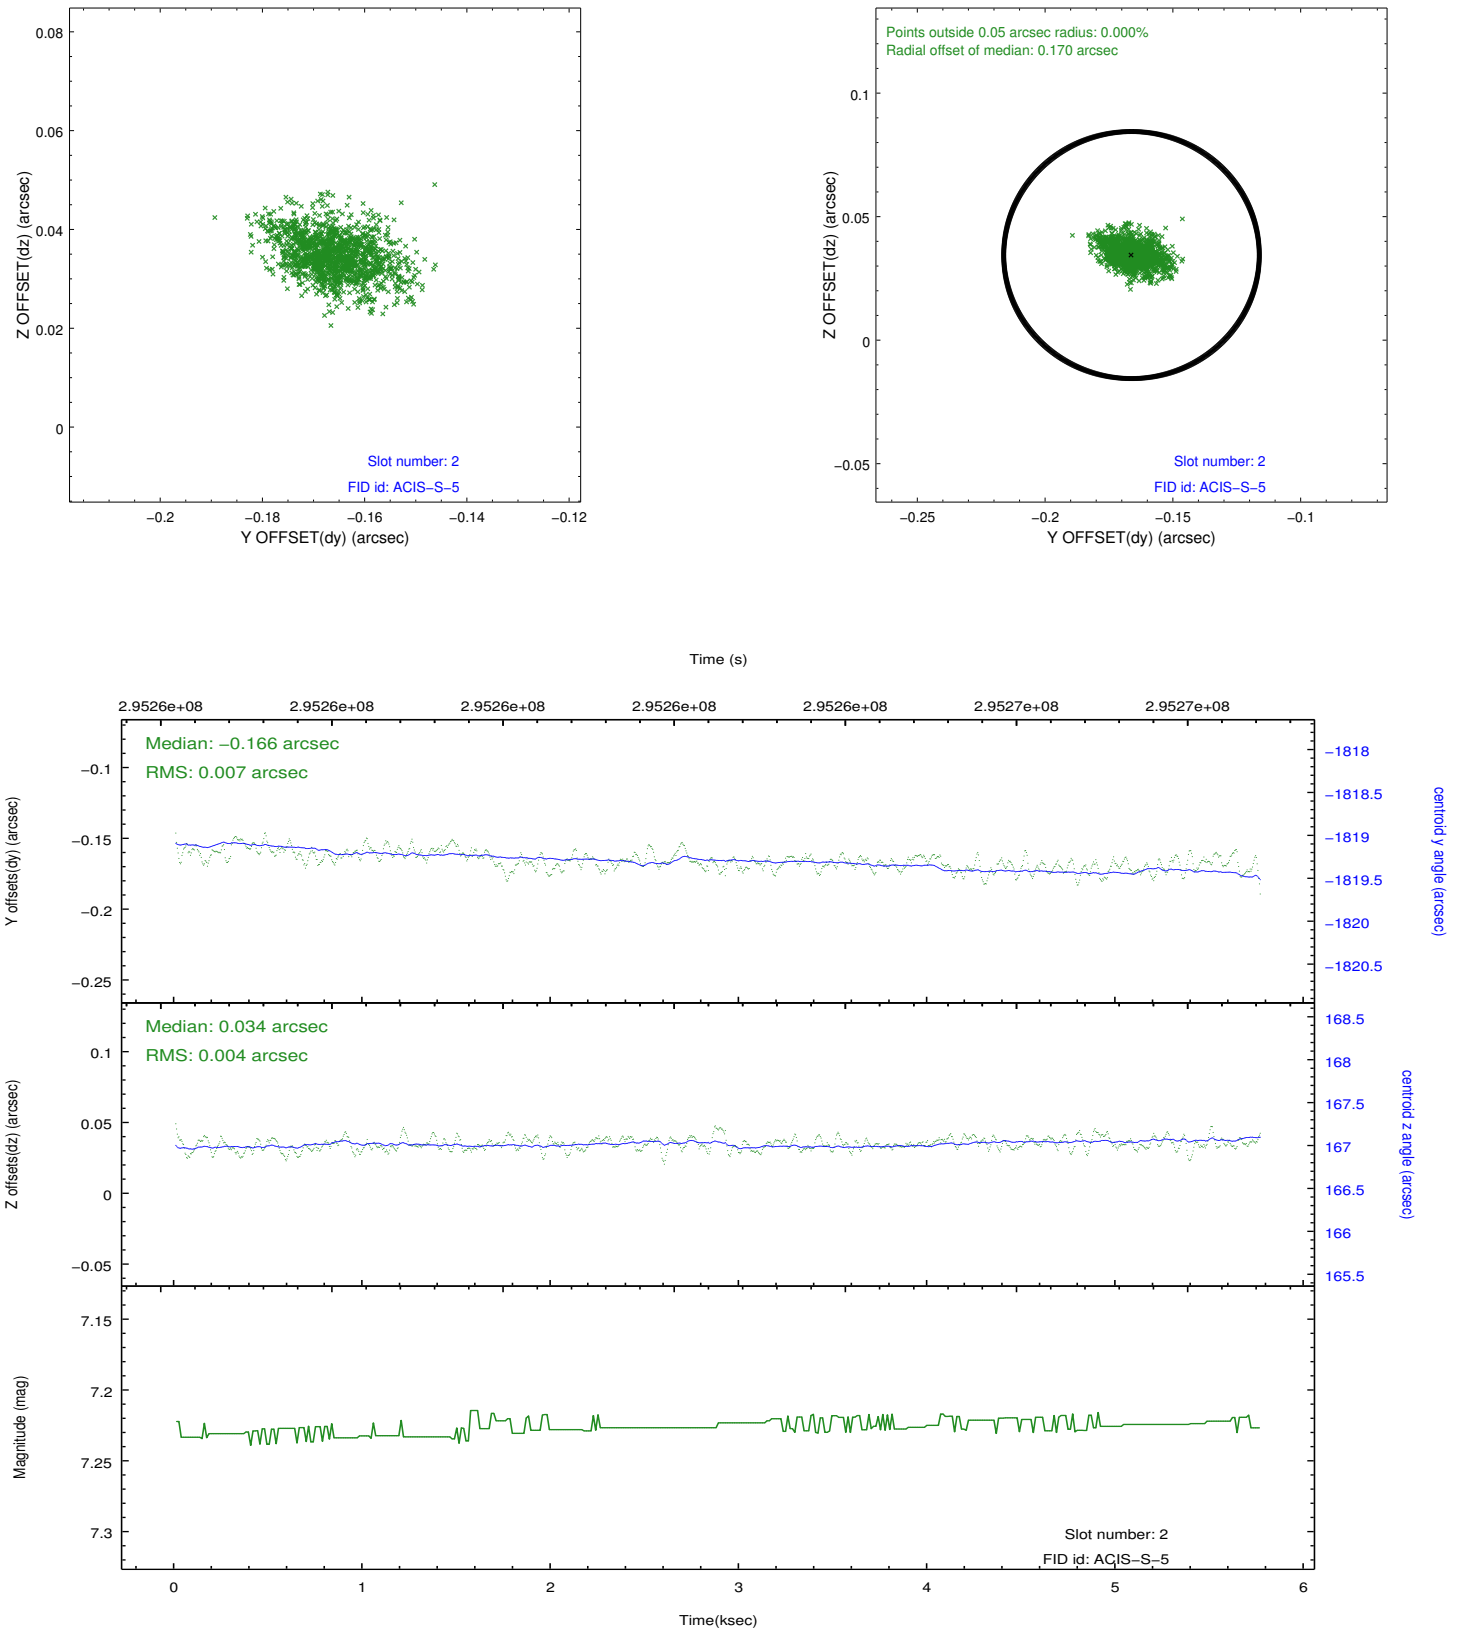 0.08
0.06
0.04
0.02
0
Z OFFSET(dz) (arcsec)
Slot number: 2
FID id: ACIS−S−5
−0.2
−0.18
−0.16
−0.14
−0.12
Y OFFSET(dy) (arcsec)
Points outside 0.05 arcsec radius: 0.000%
Radial offset of median: 0.170 arcsec
0.1
0.05
0
−0.05
Z OFFSET(dz) (arcsec)
Slot number: 2
FID id: ACIS−S−5
−0.25
−0.2
−0.15
−0.1
Y OFFSET(dy) (arcsec)
Time (s)
2.9526e+08
2.9526e+08
2.9526e+08
2.9526e+08
2.9526e+08
2.9527e+08
2.9527e+08
Median: −0.166 arcsec
RMS: 0.007 arcsec
−0.1
−0.15
−0.2
−0.25
Y offsets(dy) (arcsec)
−1818
−1818.5
−1819
−1819.5
−1820
−1820.5
centroid y angle (arcsec)
Median: 0.034 arcsec
RMS: 0.004 arcsec
0.1
0.05
0
−0.05
Z offsets(dz) (arcsec)
168.5
168
167.5
167
166.5
166
165.5
centroid z angle (arcsec)
7.15
7.2
7.25
7.3
Magnitude (mag)
Slot number: 2
FID id: ACIS−S−5
0
1
2
3
4
5
6
Time(ksec)